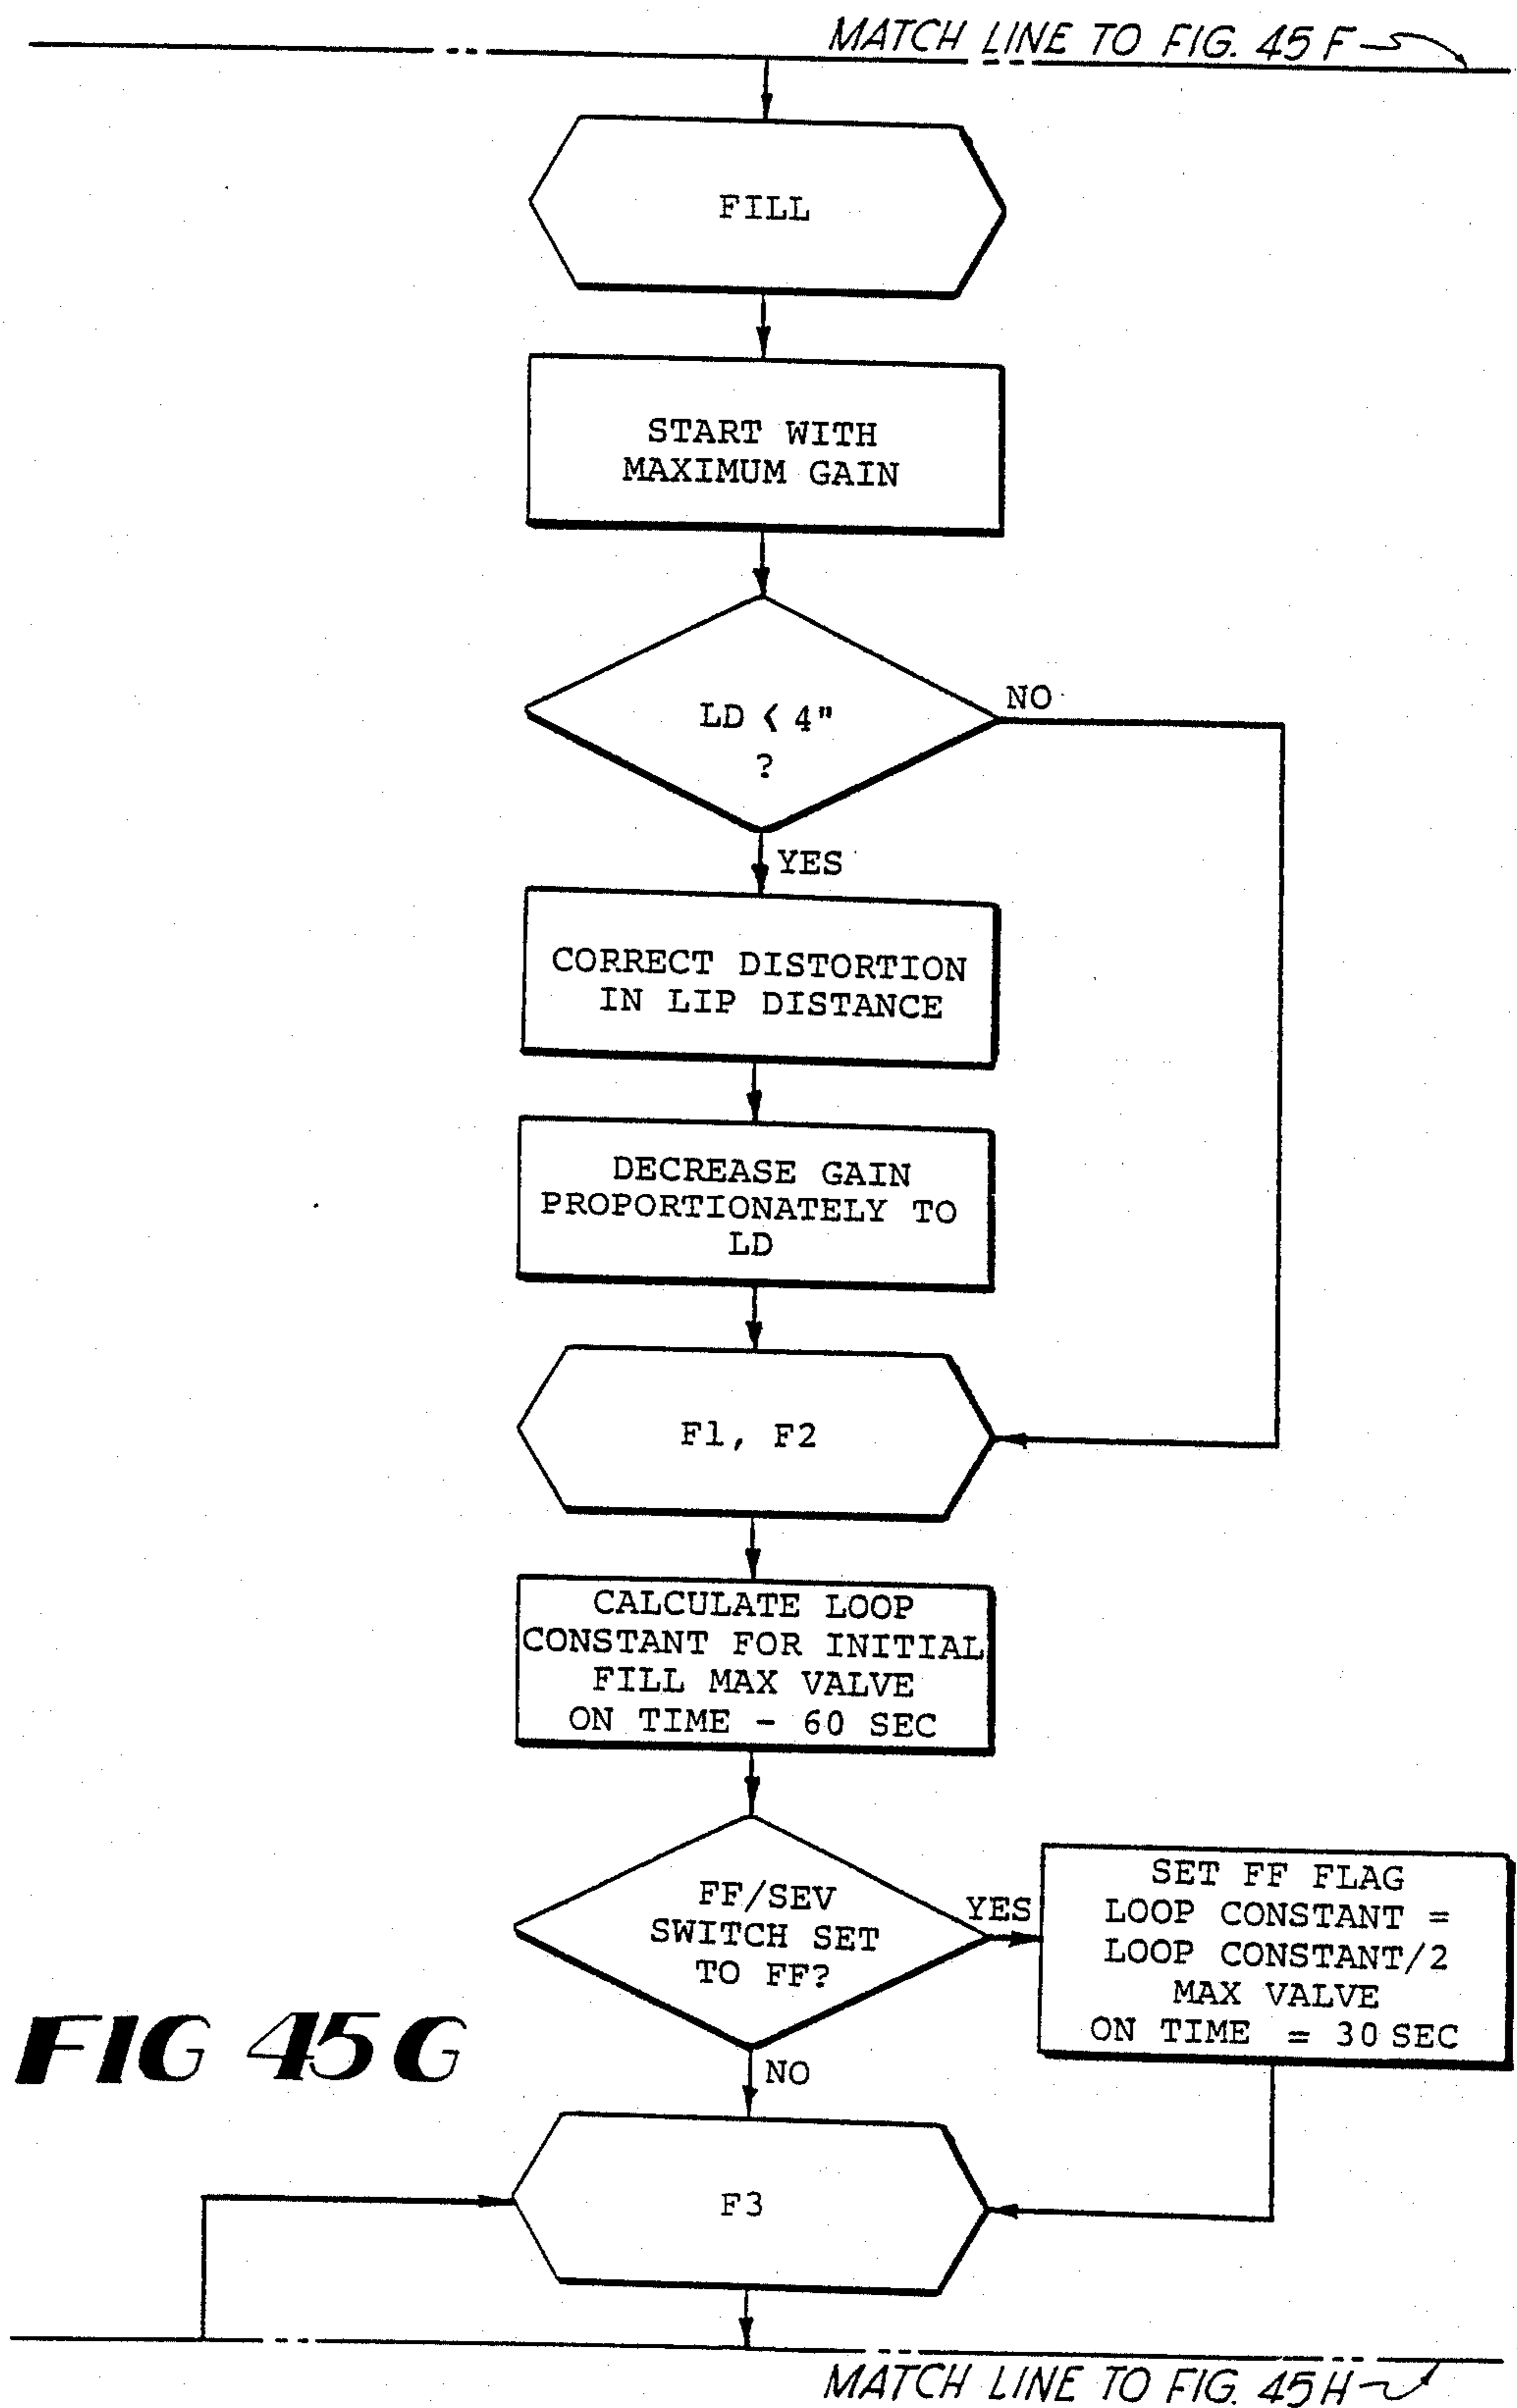 MATCH LINE TO FIG. 45F
FILL
START WITH
MAXIMUM GAIN
LD < 4"
?
NO
YES
CORRECT DISTORTION
IN LIP DISTANCE
DECREASE GAIN
PROPORTIONATELY TO
LD
F1, F2
CALCULATE LOOP
CONSTANT FOR INITIAL
FILL MAX VALVE
ON TIME - 60 SEC
FF/SEV
SWITCH SET
TO FF?
YES
SET FF FLAG
LOOP CONSTANT =
LOOP CONSTANT/2
MAX VALVE
ON TIME = 30 SEC
NO
FIG 45G
F3
MATCH LINE TO FIG. 45H